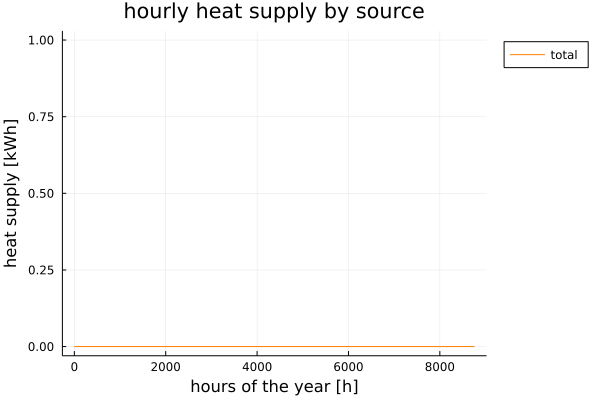 hourly heat supply by source
1.00
total
0.75
0.50
0.25
0.00
heat supply [kWh]
0 2000 4000 6000 8000
hours of the year [h]